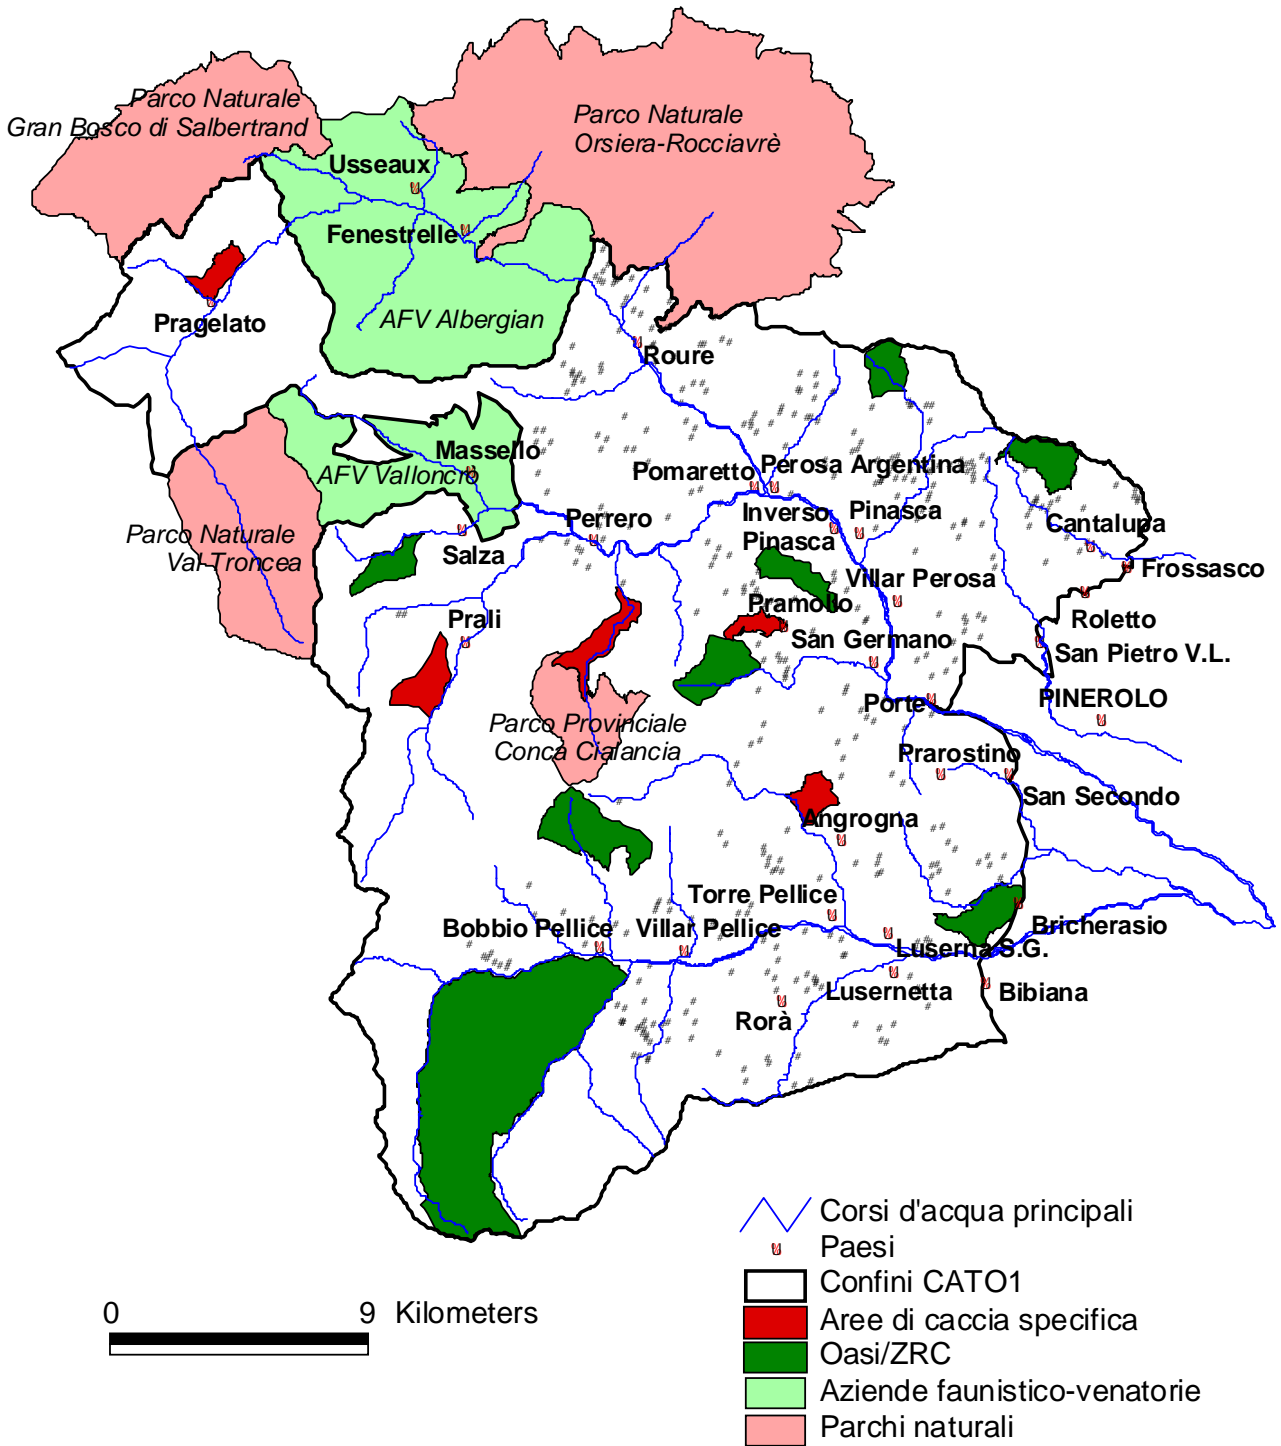 Parco Naturale
Gran Bosco di Salbertrand
Parco Naturale
Orsiera-Rocciavrè
Usseaux
Fenestrelle
AFV Albergian
Pragelato
Roure
Massello
AFV Valloncrò
Pomaretto
Perosa Argentina
Perrero
Inverso
Pinasca
Pinasca
Cantalupa
Parco Naturale
Val Troncea
Salza
Villar Perosa
Frossasco
Prali
Pramollo
Roletto
San Germano
San Pietro V.L.
Porte
PINEROLO
Parco Provinciale
Conca Cialancia
Prarostino
San Secondo
Angrogna
Torre Pellice
Bobbio Pellice
Villar Pellice
Bricherasio
Luserna S.G.
Lusernetta
Bibiana
Rorà
Corsi d'acqua principali
Paesi
Confini CATO1
0 9 Kilometers
Aree di caccia specifica
Oasi/ZRC
Aziende faunistico-venatorie
Parchi naturali